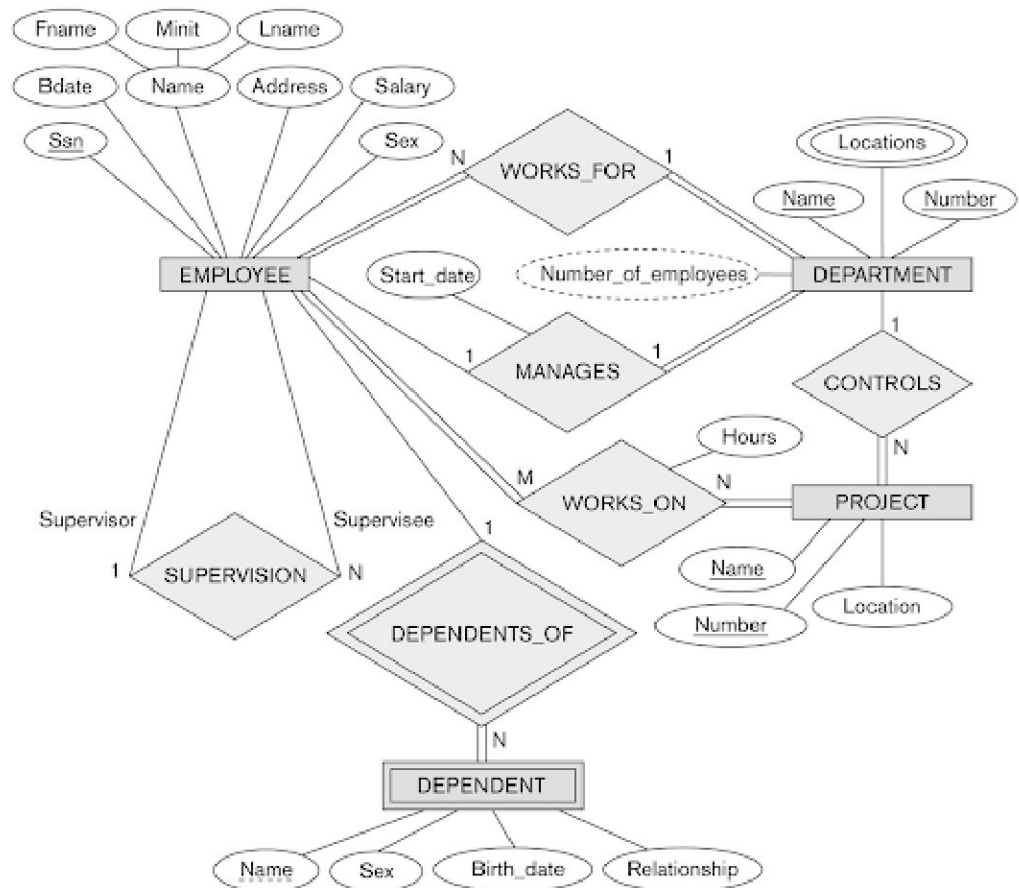 Fname Minit Lname
Bdate Name Address Salary
Ssn Sex
N WORKS_FOR 1
Locations
Name Number
EMPLOYEE
Start_date
Number_of_employees
DEPARTMENT
1 MANAGES 1
1
CONTROLS
N
Hours
M WORKS_ON N
PROJECT
Name
Number
Location
Supervisor Supervisee
1 SUPERVISION N
1
DEPENDENTS_OF
N
DEPENDENT
Name Sex Birth_date Relationship